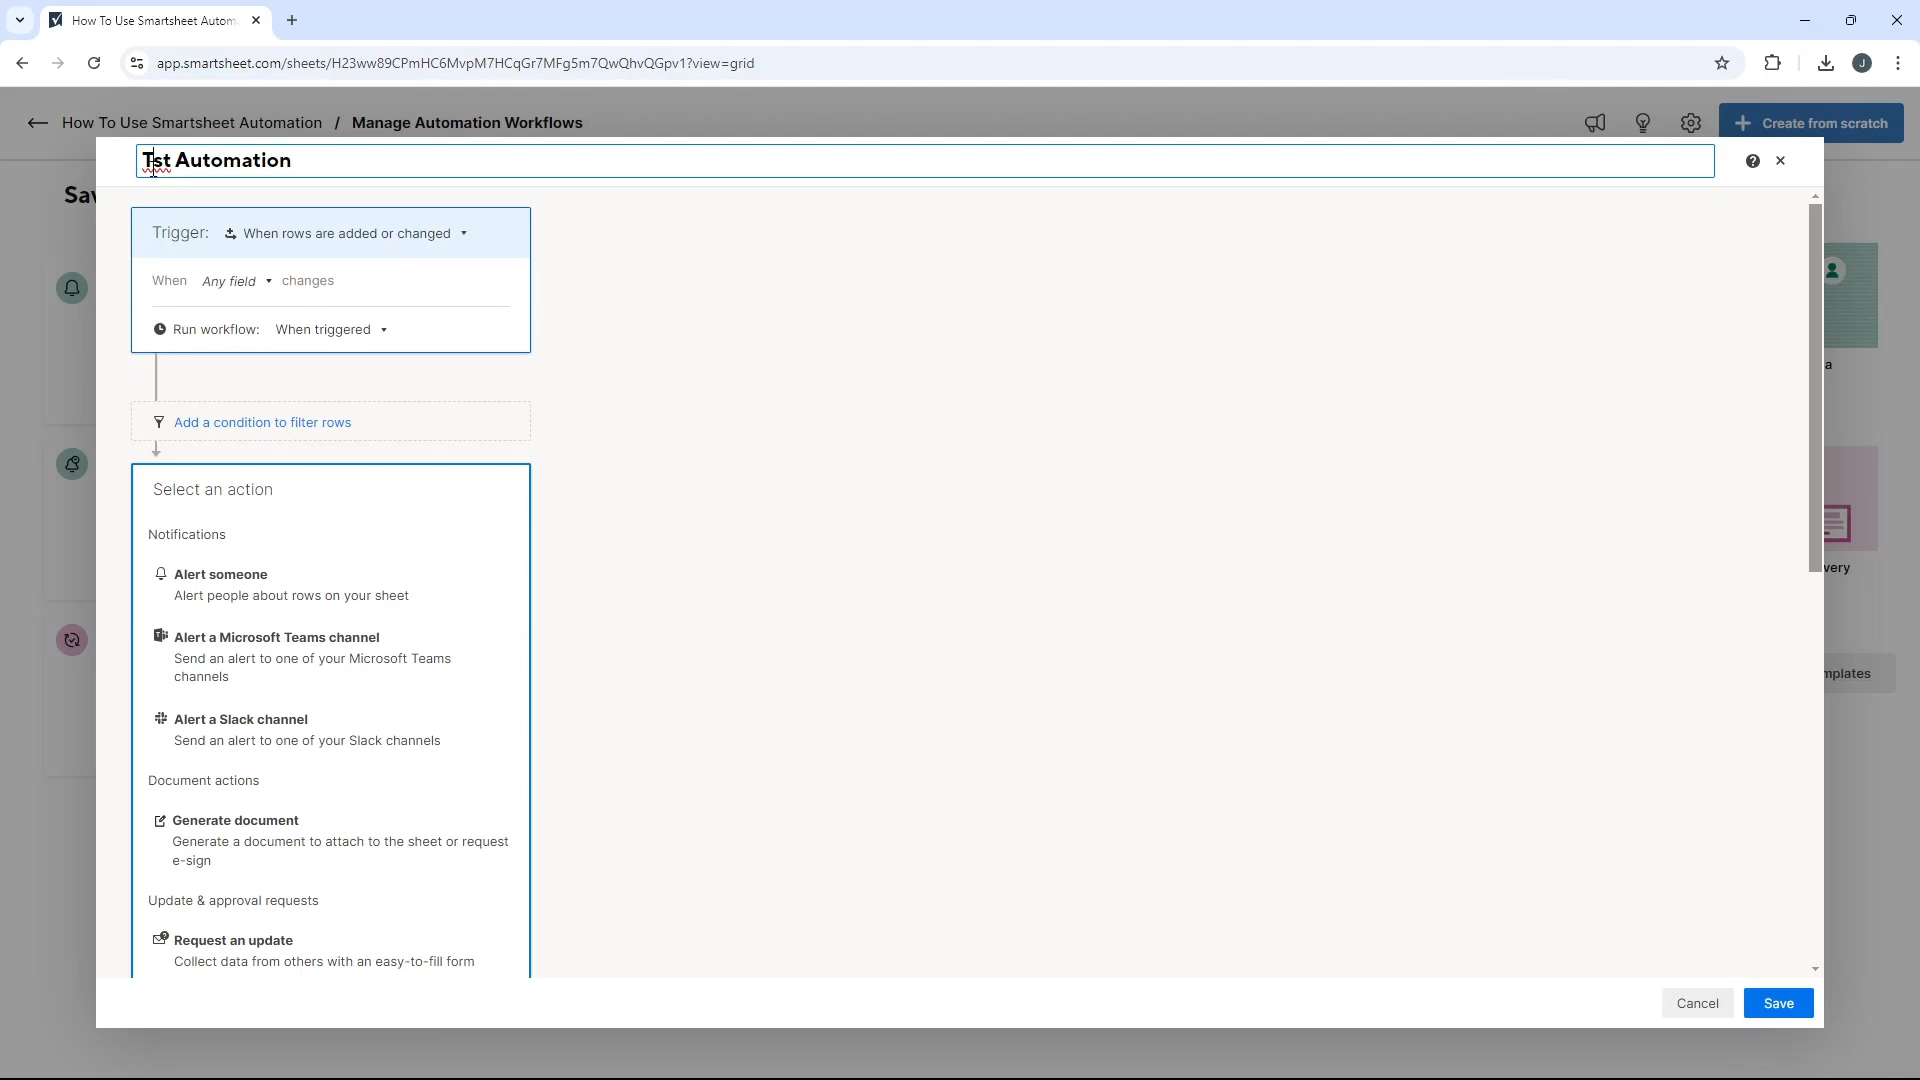 How To Use Smartsheet Autom
app.smartsheet.com/sheets/H23ww89CPmHC6MvpM7HCqGr7MFg5m7QwQhvQGpv1?view=grid
J
How To Use Smartsheet Automation / Manage Automation Workflows
Create from scratch
Tst Automation
Sav
Trigger: When rows are added or changed
When Any field changes
Run workflow: When triggered
a
Add a condition to filter rows
Select an action
Notifications
Alert someone
Alert people about rows on your sheet
very
Alert a Microsoft Teams channel
Send an alert to one of your Microsoft Teams
channels
mplates
Alert a Slack channel
Send an alert to one of your Slack channels
Document actions
Generate document
Generate a document to attach to the sheet or request
e-sign
Update & approval requests
Request an update
Collect data from others with an easy-to-fill form
Cancel
Save